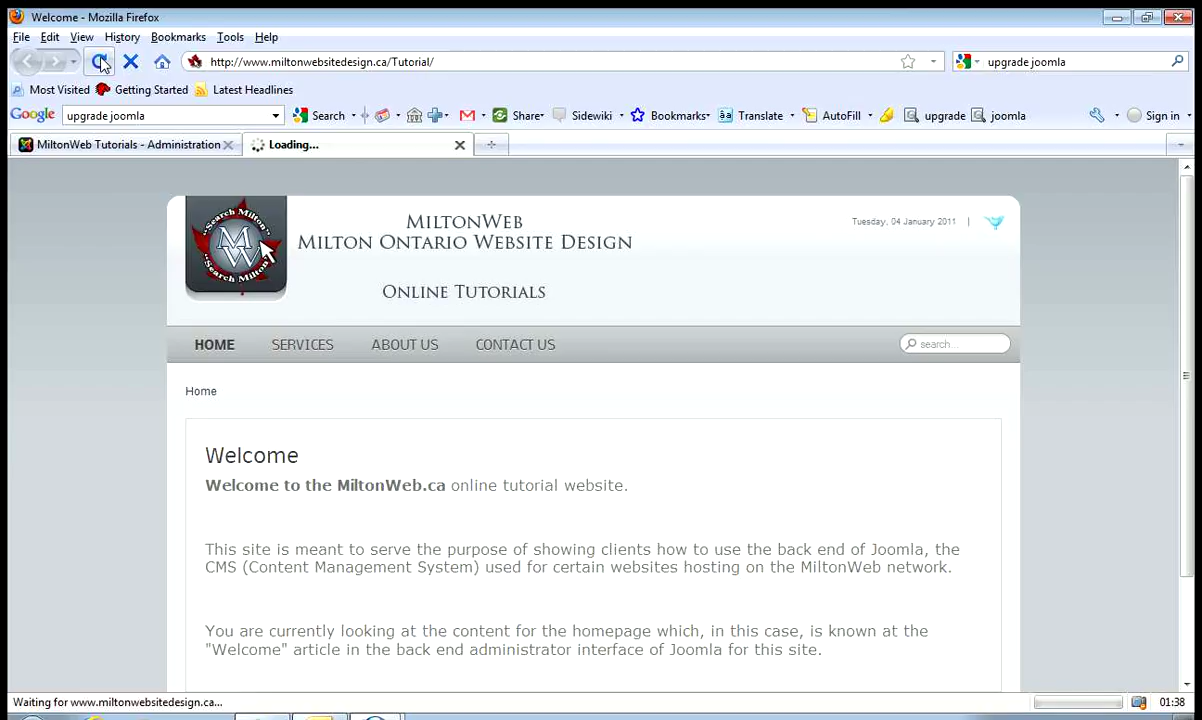 Welcome - Mozilla Firefox
File Edit View History Bookmarks Tools Help
http://www.miltonwebsitedesign.ca/Tutorial/ upgrade joomla
Most Visited Getting Started Latest Headlines
Google upgrade joomla Search Share Sidewiki Bookmarks Translate AutoFill upgrade joomla Sign in
MiltonWeb Tutorials - Administration Loading...
"Search Milton"
MW
"Search Milton"
MiltonWeb
Milton Ontario Website Design
Online Tutorials
Tuesday, 04 January 2011 |
HOME SERVICES ABOUT US CONTACT US search...
Home
Welcome
Welcome to the MiltonWeb.ca online tutorial website.
This site is meant to serve the purpose of showing clients how to use the back end of Joomla, the
CMS (Content Management System) used for certain websites hosting on the MiltonWeb network.
You are currently looking at the content for the homepage which, in this case, is known at the
"Welcome" article in the back end administrator interface of Joomla for this site.
Waiting for www.miltonwebsitedesign.ca... 01:38